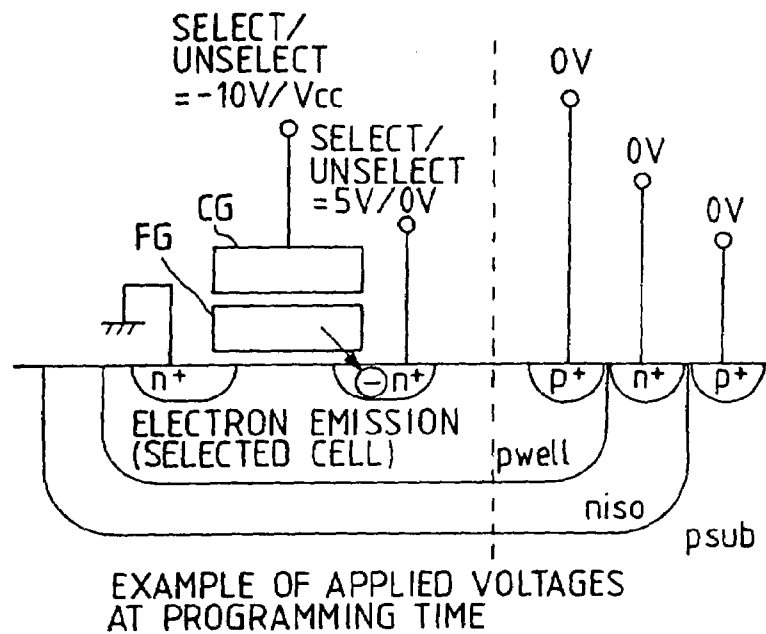 SELECT/
UNSELECT
=-10V/Vcc
SELECT/
UNSELECT
=5V/0V
0V
0V
0V
CG
FG
n+
− n+
p+
n+
p+
ELECTRON EMISSION
(SELECTED CELL)
pwell
niso
psub
EXAMPLE OF APPLIED VOLTAGES
AT PROGRAMMING TIME